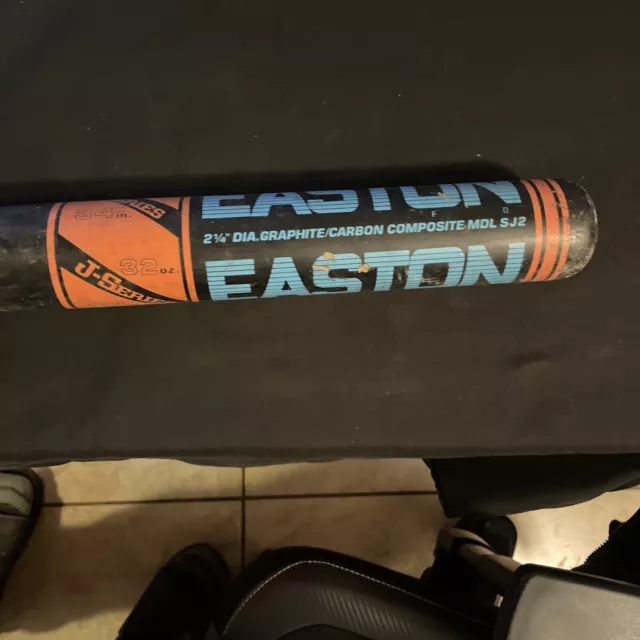 34 in.
J-SERIES
32 oz.
EASTON
2¼" DIA. GRAPHITE/CARBON COMPOSITE MDL SJ2
EASTON